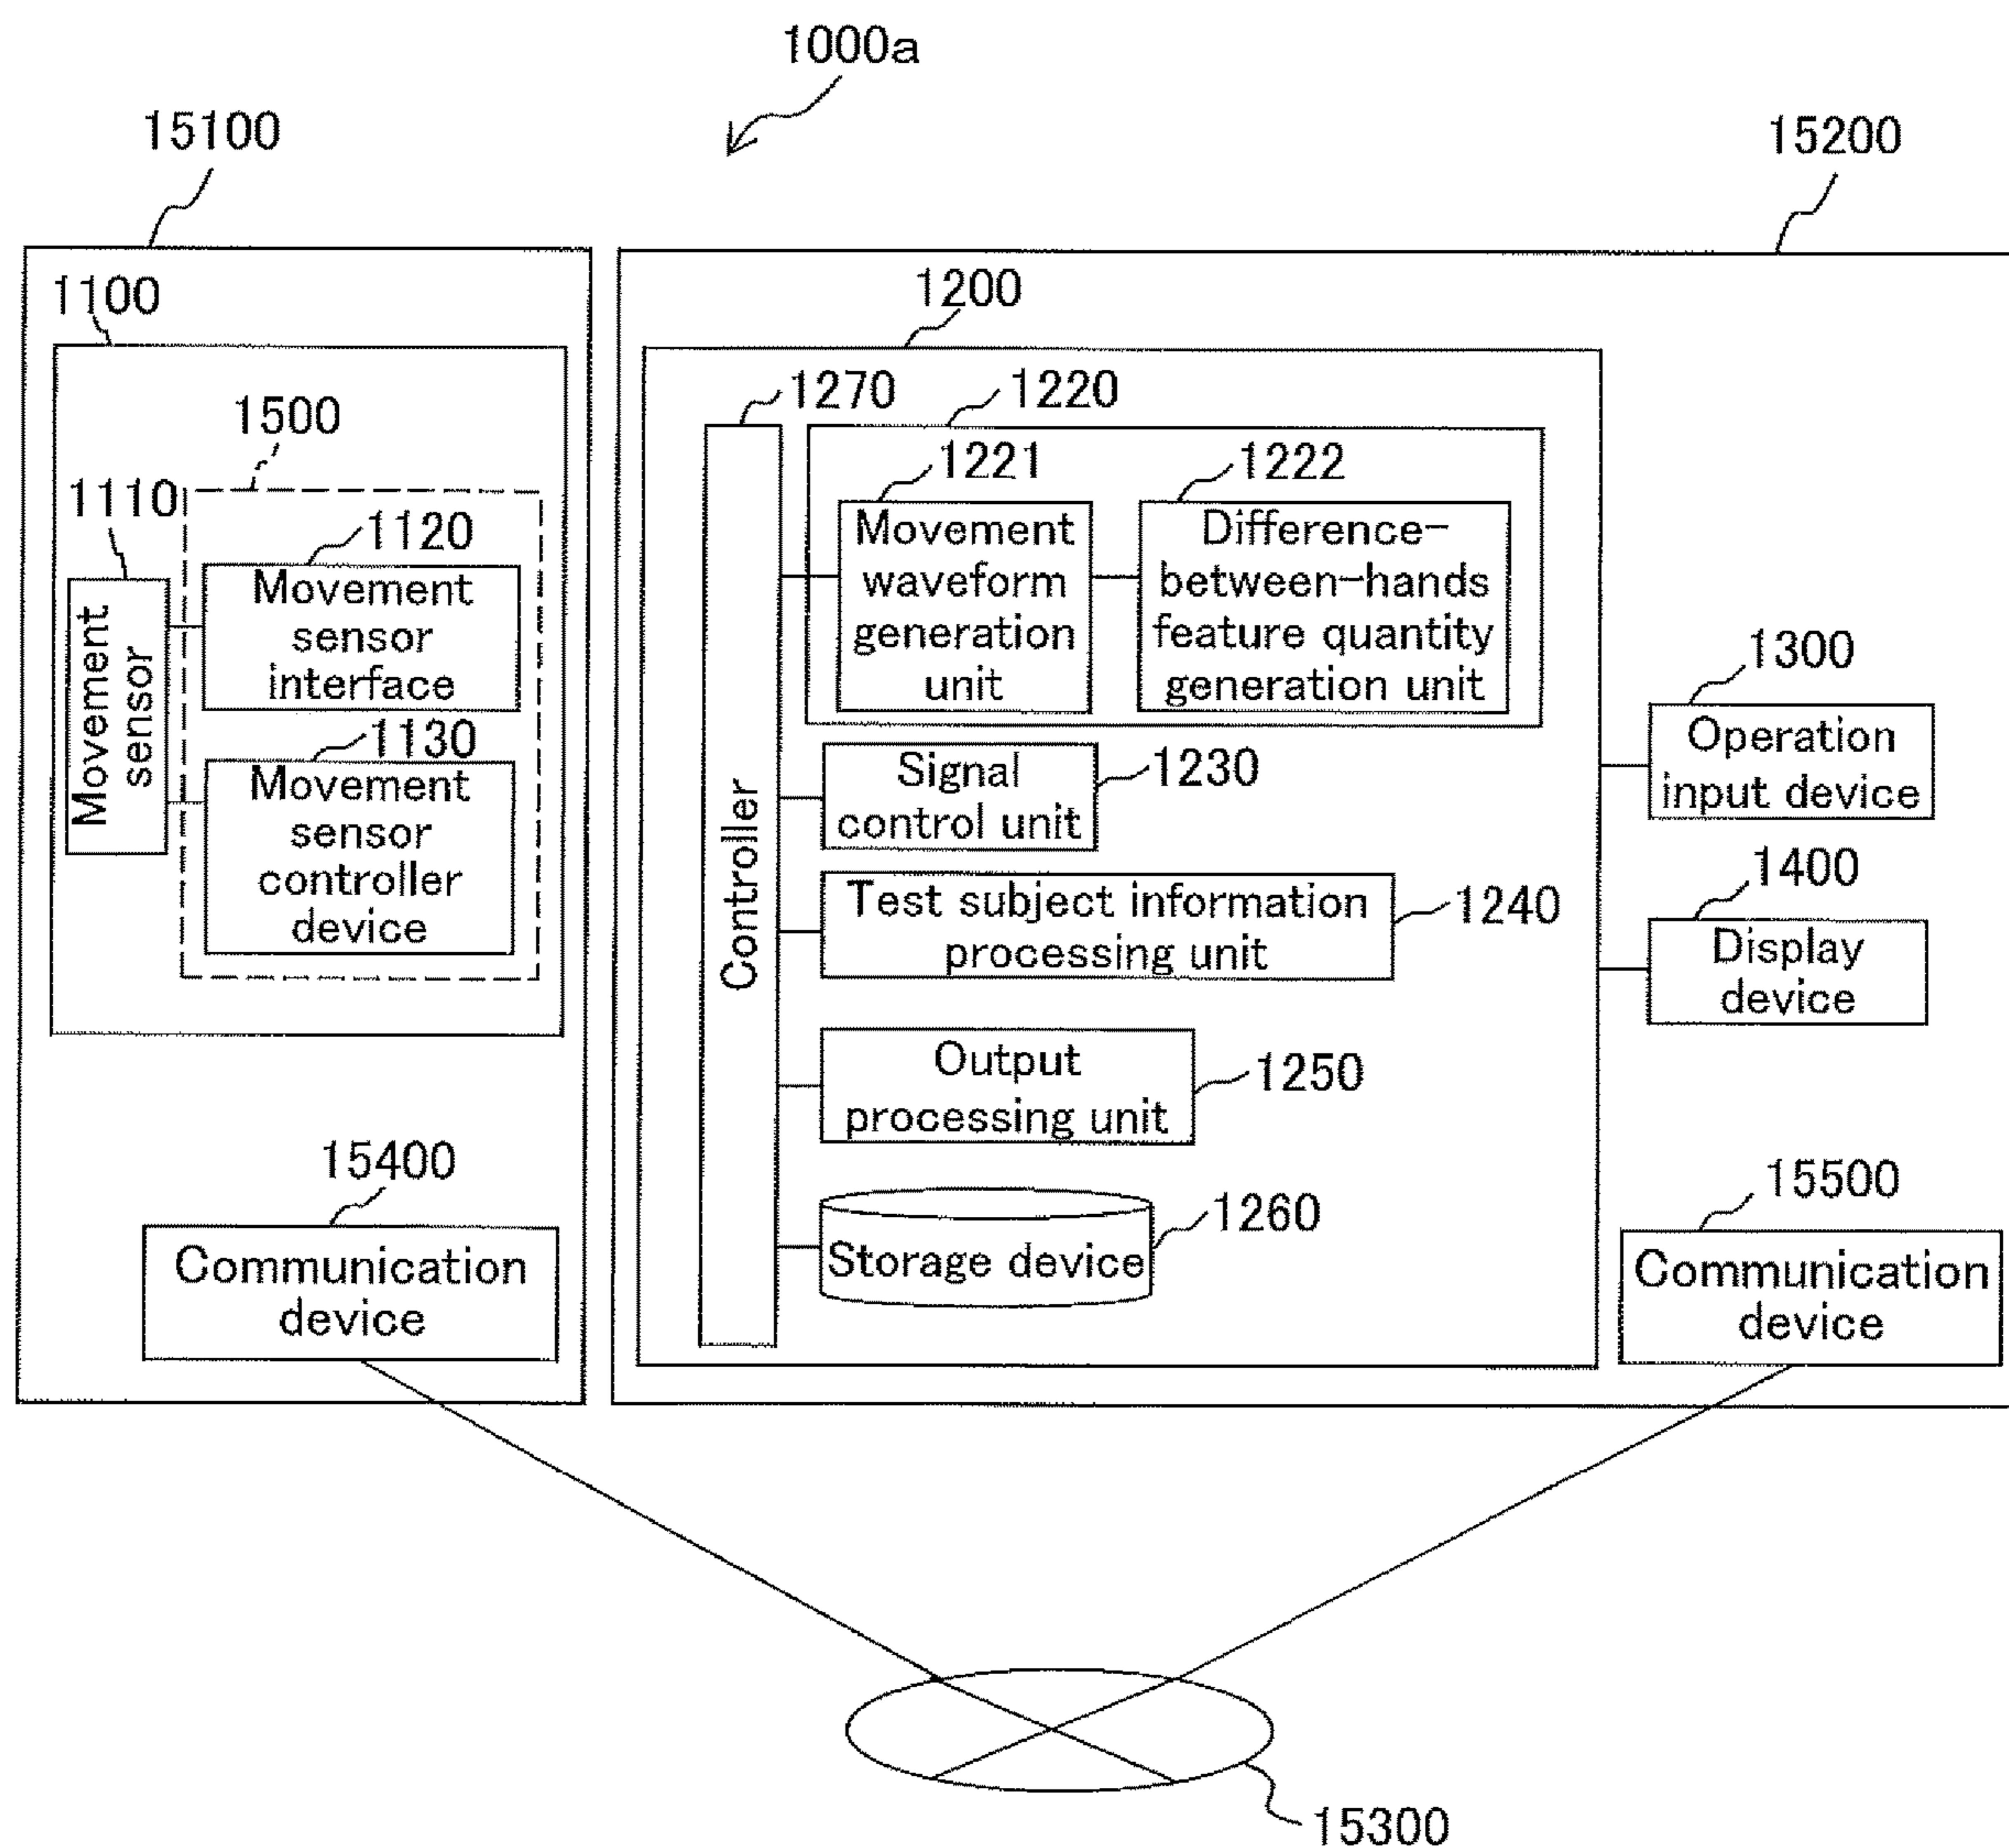 1000a
15100
15200
1100
1200
1500
1270
1220
1221
1222
1110
1120
Movement
sensor
Movement
sensor
interface
1130
Movement
sensor
controller
device
Controller
Movement
waveform
generation
unit
Difference-
between-hands
feature quantity
generation unit
Signal
control unit
1230
Test subject information
processing unit
1240
Output
processing unit
1250
Storage device
1260
1300
Operation
input device
1400
Display
device
15400
Communication
device
15500
Communication
device
15300